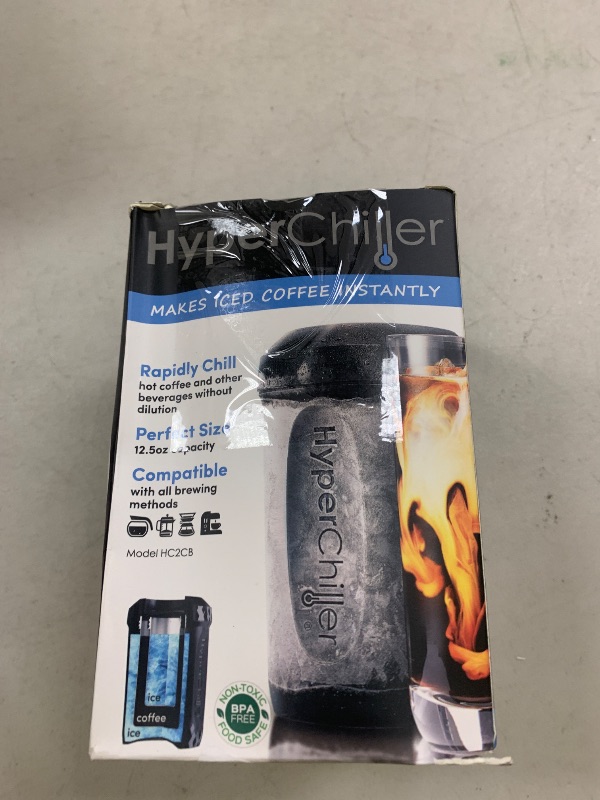 HyperChiller
MAKES ICED COFFEE INSTANTLY
Rapidly Chill
hot coffee and other
beverages without
dilution
Perfect Size
12.5oz capacity
Compatible
with all brewing
methods
Model HC2CB
ice
coffee
ice
NON-TOXIC
BPA
FREE
FOOD SAFE
HyperChiller